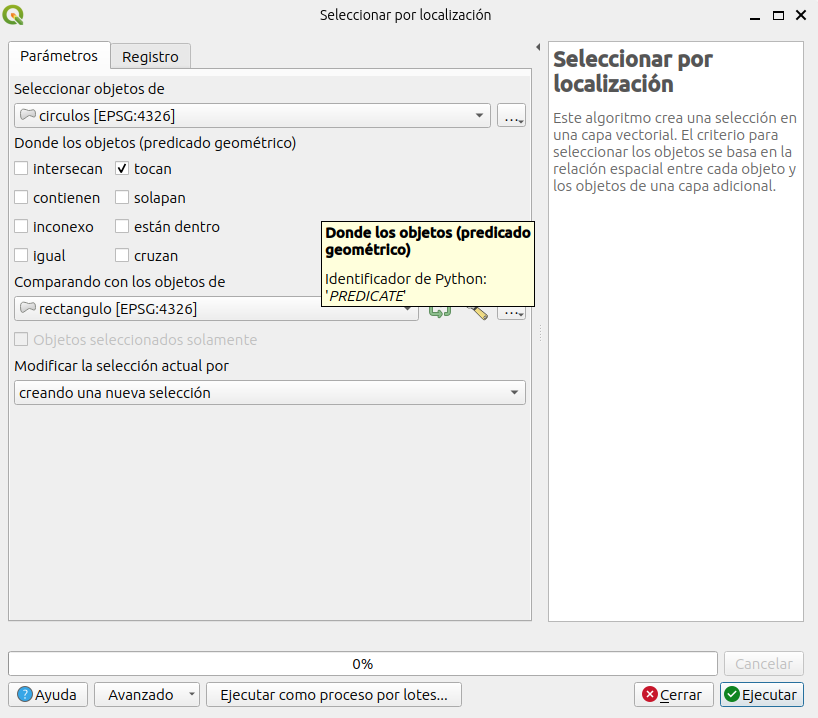 Seleccionar por localización
Parámetros
Registro
Seleccionar objetos de
circulos [EPSG:4326]
...
Donde los objetos (predicado geométrico)
intersecan
tocan
contienen
solapan
inconexo
están dentro
igual
cruzan
Comparando con los objetos de
rectangulo [EPSG:4326]
...
Donde los objetos (predicado
geométrico)
Identificador de Python:
'PREDICATE'
Objetos seleccionados solamente
Modificar la selección actual por
creando una nueva selección
Seleccionar por
localización
Este algoritmo crea una selección en
una capa vectorial. El criterio para
seleccionar los objetos se basa en la
relación espacial entre cada objeto y
los objetos de una capa adicional.
0%
Cancelar
Ayuda
Avanzado
Ejecutar como proceso por lotes...
Cerrar
Ejecutar